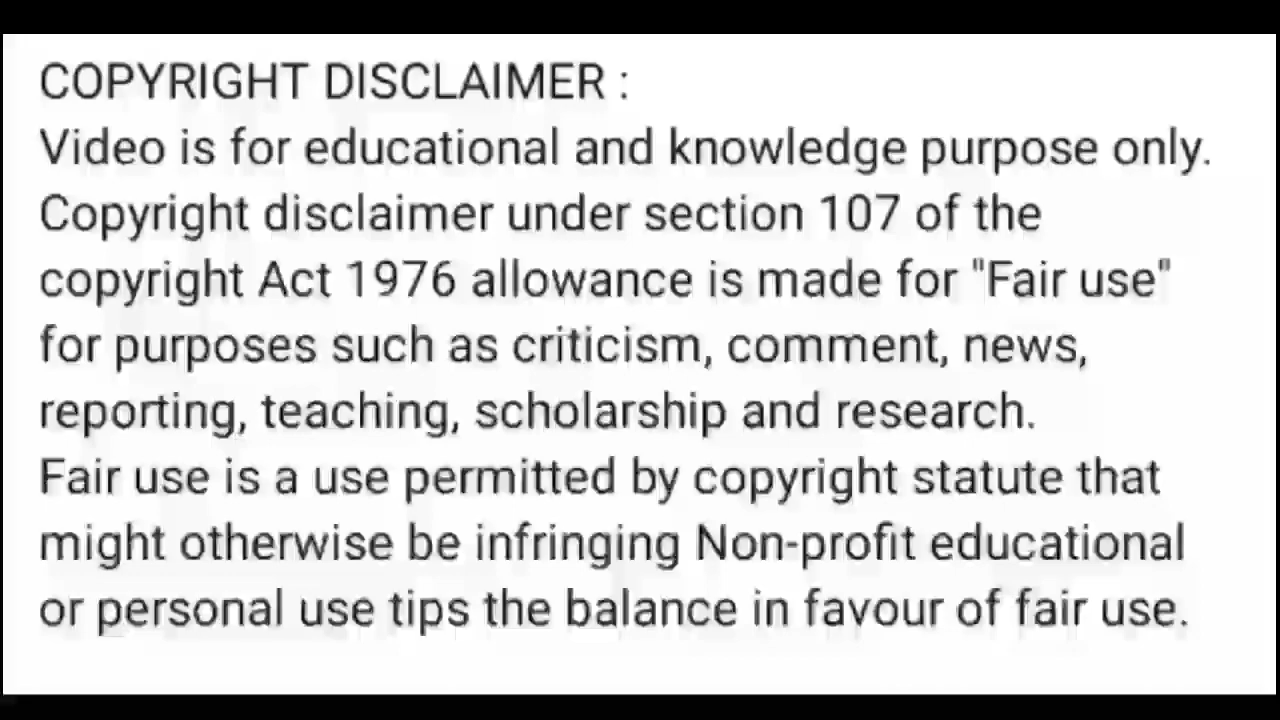 COPYRIGHT DISCLAIMER :
Video is for educational and knowledge purpose only.
Copyright disclaimer under section 107 of the
copyright Act 1976 allowance is made for "Fair use"
for purposes such as criticism, comment, news,
reporting, teaching, scholarship and research.
Fair use is a use permitted by copyright statute that
might otherwise be infringing Non-profit educational
or personal use tips the balance in favour of fair use.